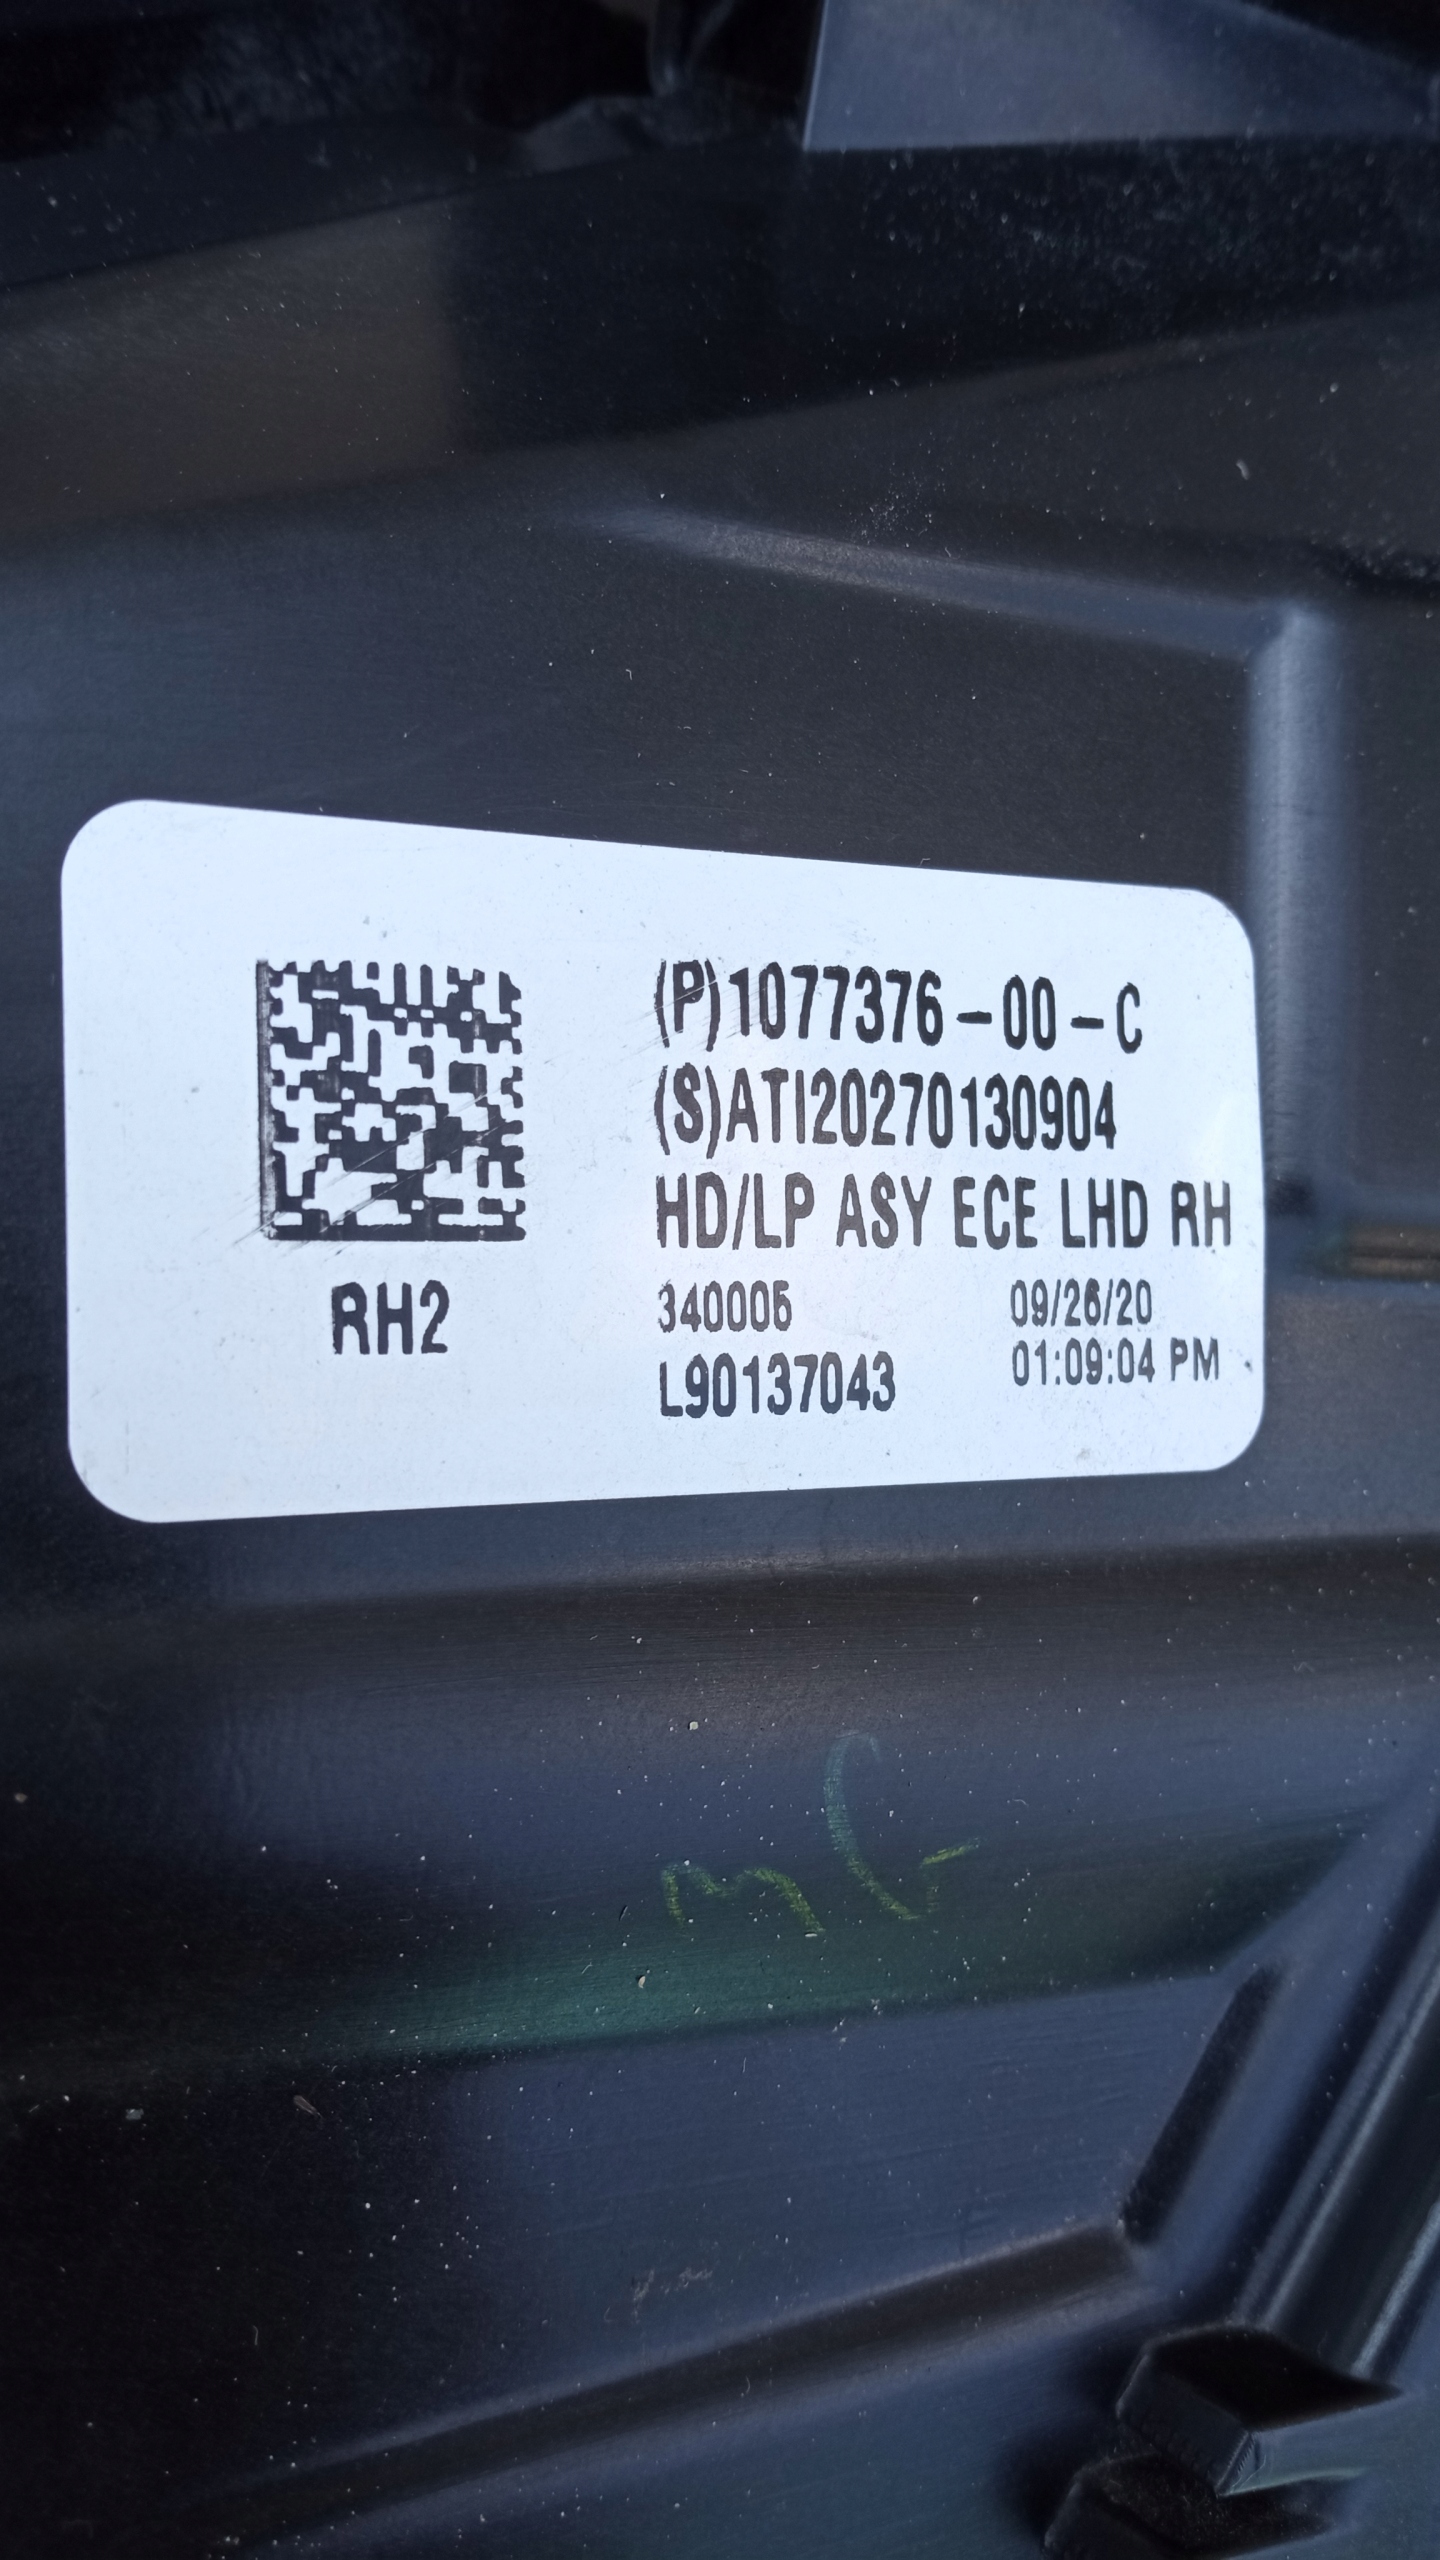 (P)1077376-00-C
(S)ATI20270130904
HD/LP ASY ECE LHD RH
340005 09/26/20
01:09:04 PM
L90137043
RH2